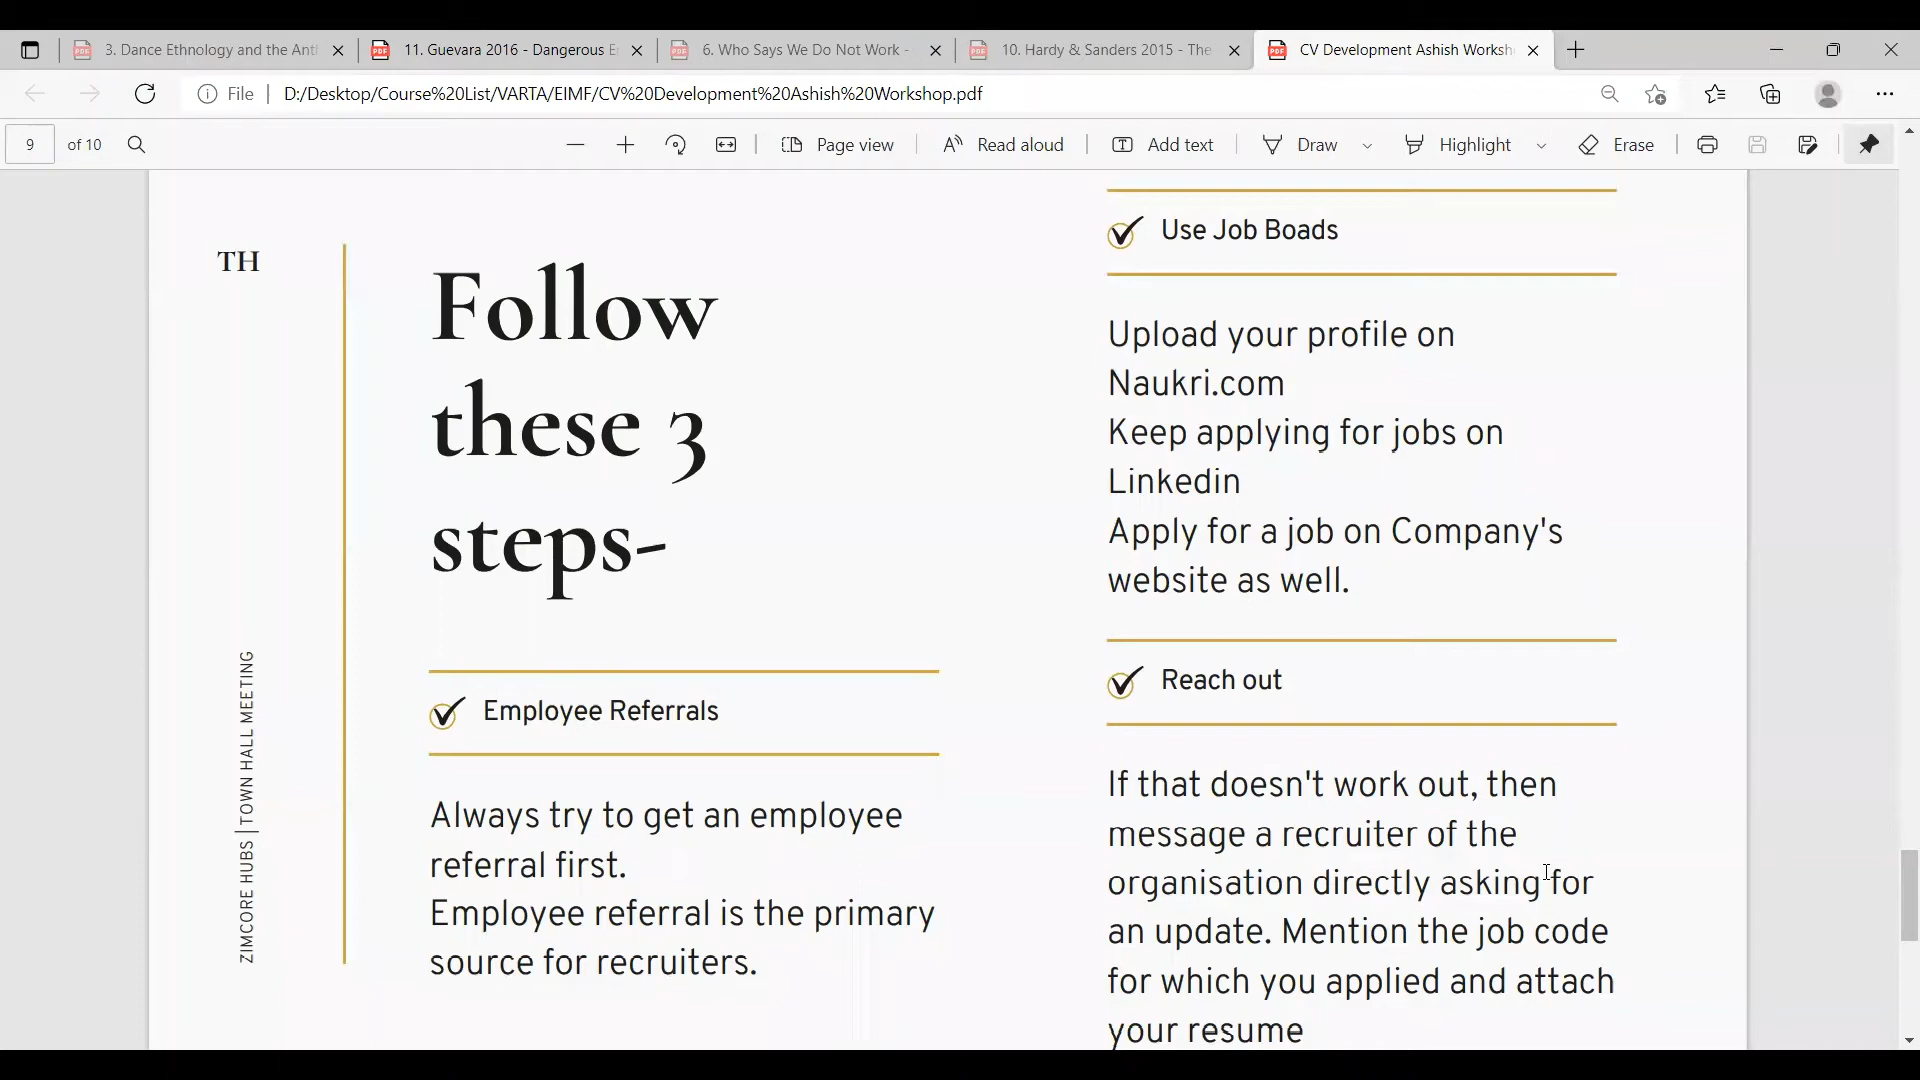 3. Dance Ethnology and the Anth
11. Guevara 2016 - Dangerous E
6. Who Says We Do Not Work -
10. Hardy & Sanders 2015 - The
CV Development Ashish Worksh
File
D:/Desktop/Course%20List/VARTA/EIMF/CV%20Development%20Ashish%20Workshop.pdf
9 of 10
Page view
Read aloud
Add text
Draw
Highlight
Erase
TH
ZIMCORE HUBS | TOWN HALL MEETING
Follow
these 3
steps-
Employee Referrals
Always try to get an employee
referral first.
Employee referral is the primary
source for recruiters.
Use Job Boads
Upload your profile on
Naukri.com
Keep applying for jobs on
Linkedin
Apply for a job on Company's
website as well.
Reach out
If that doesn't work out, then
message a recruiter of the
organisation directly asking for
an update. Mention the job code
for which you applied and attach
your resume